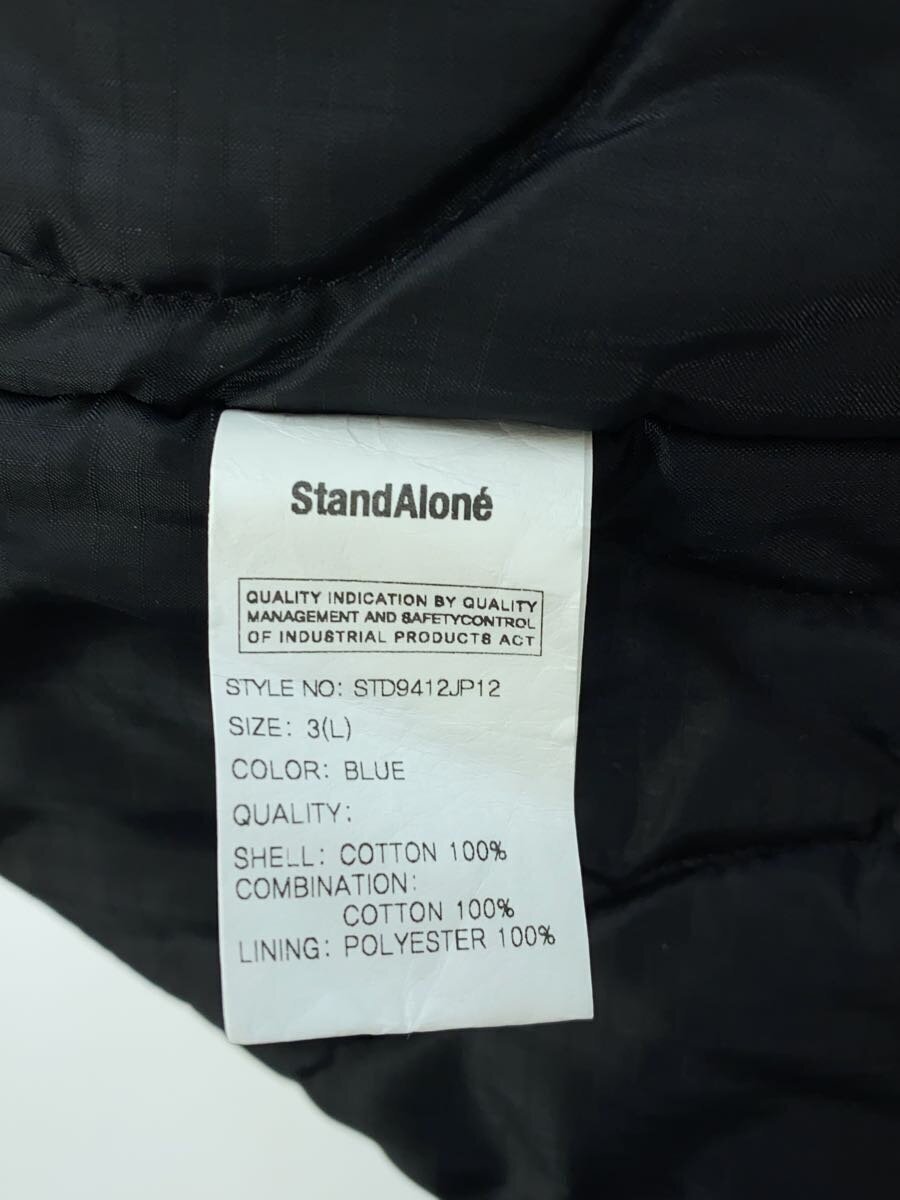 StandAloné
QUALITY INDICATION BY QUALITY
MANAGEMENT AND SAFETYCONTROL
OF INDUSTRIAL PRODUCTS ACT
STYLE NO: STD9412JP12
SIZE: 3(L)
COLOR: BLUE
QUALITY:
SHELL: COTTON 100%
COMBINATION:
COTTON 100%
LINING: POLYESTER 100%